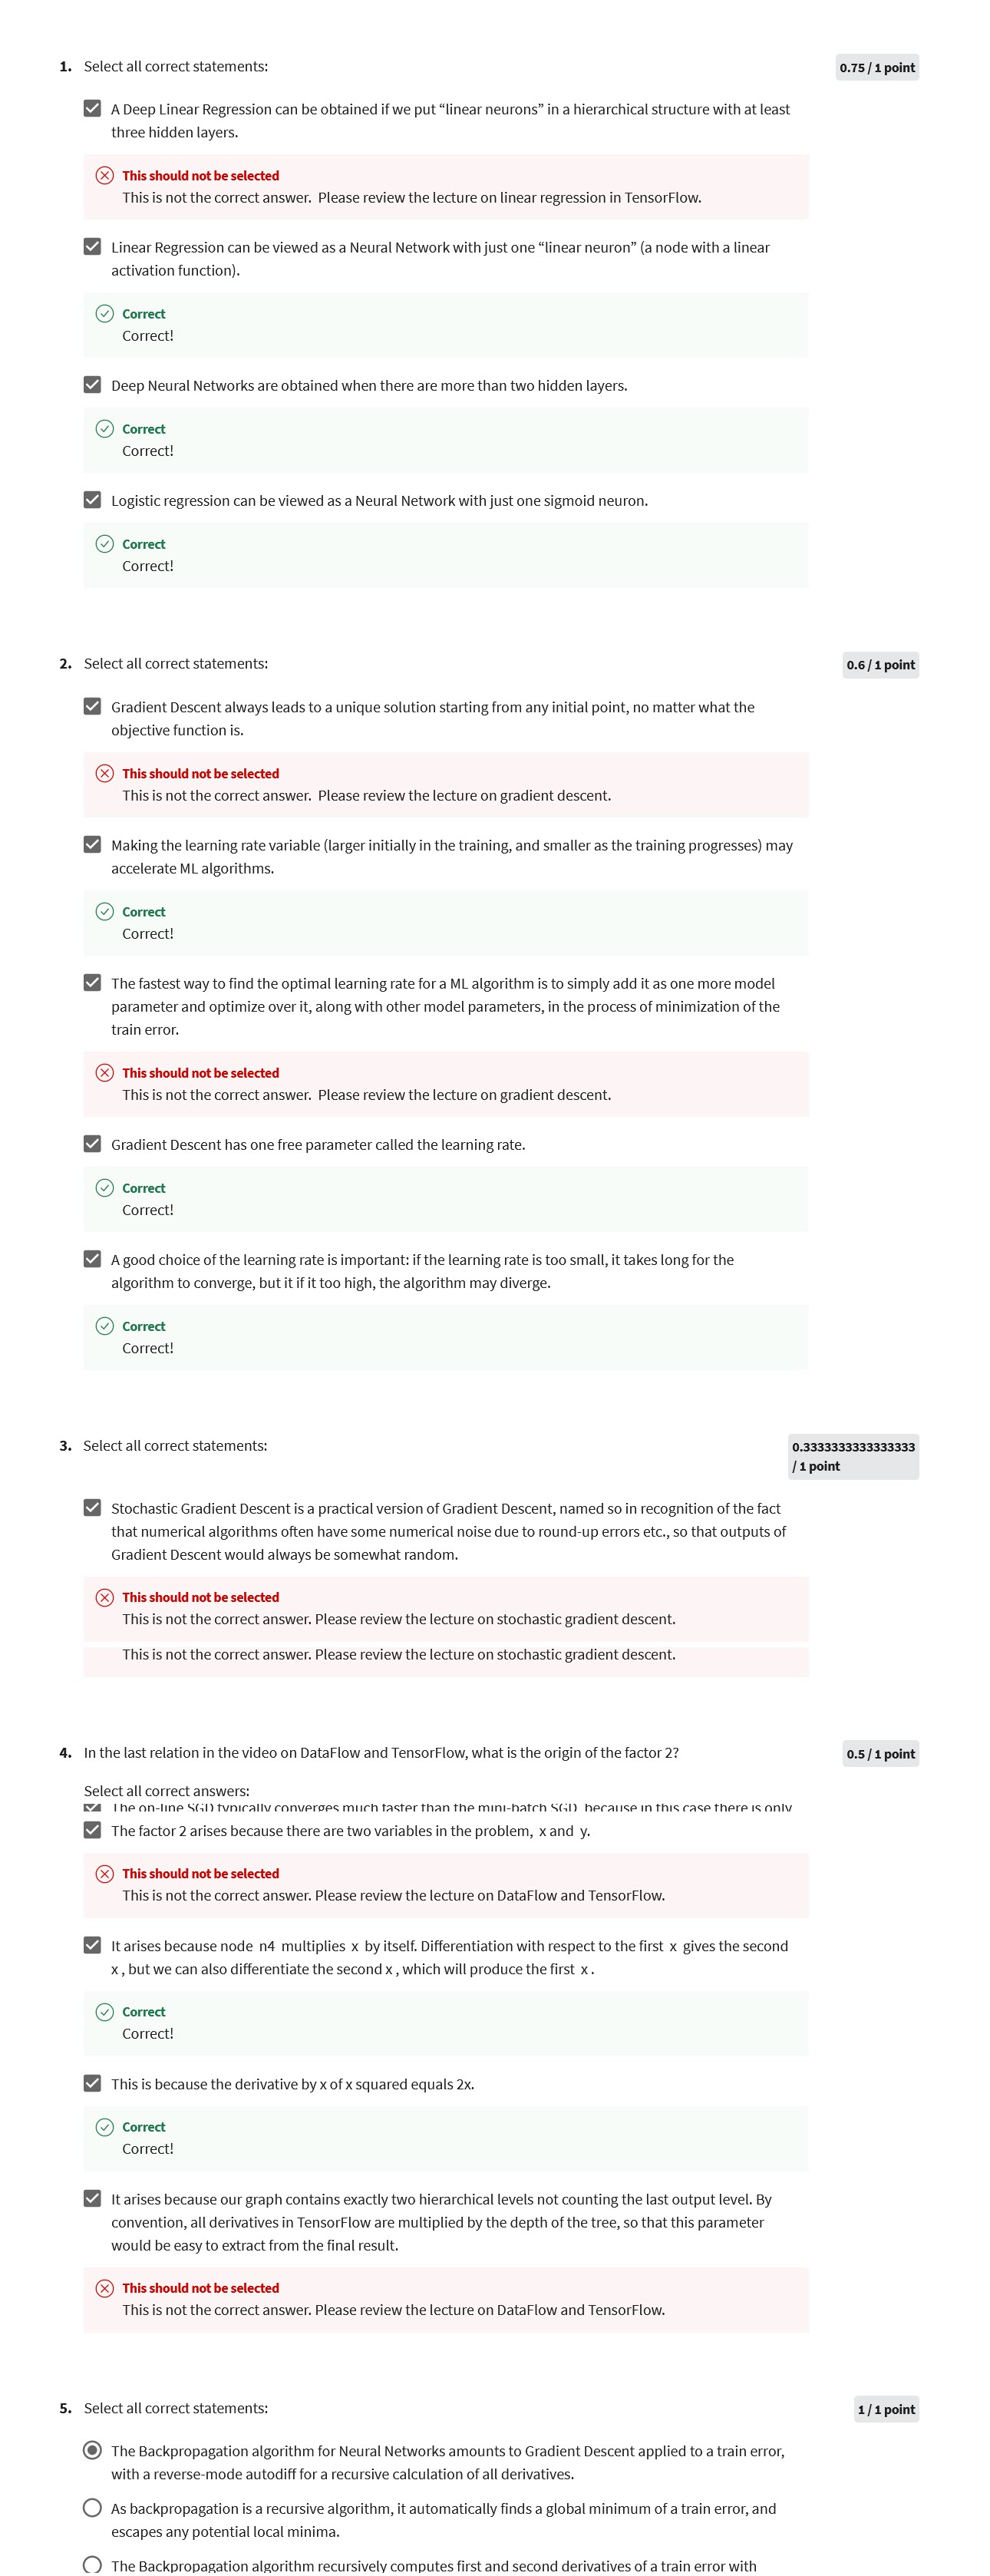 1. Select all correct statements:
0.75 / 1 point
A Deep Linear Regression can be obtained if we put “linear neurons” in a hierarchical structure with at least
three hidden layers.
This should not be selected
This is not the correct answer.  Please review the lecture on linear regression in TensorFlow.
Linear Regression can be viewed as a Neural Network with just one “linear neuron” (a node with a linear
activation function).
Correct
Correct!
Deep Neural Networks are obtained when there are more than two hidden layers.
Correct
Correct!
Logistic regression can be viewed as a Neural Network with just one sigmoid neuron.
Correct
Correct!
2. Select all correct statements:
0.6 / 1 point
Gradient Descent always leads to a unique solution starting from any initial point, no matter what the
objective function is.
This should not be selected
This is not the correct answer.  Please review the lecture on gradient descent.
Making the learning rate variable (larger initially in the training, and smaller as the training progresses) may
accelerate ML algorithms.
Correct
Correct!
The fastest way to find the optimal learning rate for a ML algorithm is to simply add it as one more model
parameter and optimize over it, along with other model parameters, in the process of minimization of the
train error.
This should not be selected
This is not the correct answer.  Please review the lecture on gradient descent.
Gradient Descent has one free parameter called the learning rate.
Correct
Correct!
A good choice of the learning rate is important: if the learning rate is too small, it takes long for the
algorithm to converge, but it if it too high, the algorithm may diverge.
Correct
Correct!
3. Select all correct statements:
0.3333333333333333
/ 1 point
Stochastic Gradient Descent is a practical version of Gradient Descent, named so in recognition of the fact
that numerical algorithms often have some numerical noise due to round-up errors etc., so that outputs of
Gradient Descent would always be somewhat random.
This should not be selected
This is not the correct answer. Please review the lecture on stochastic gradient descent.
This is not the correct answer. Please review the lecture on stochastic gradient descent.
4. In the last relation in the video on DataFlow and TensorFlow, what is the origin of the factor 2?
0.5 / 1 point
Select all correct answers:
The on-line SGD typically converges much faster than the mini-batch SGD, because in this case there is only
The factor 2 arises because there are two variables in the problem,  x and  y.
This should not be selected
This is not the correct answer. Please review the lecture on DataFlow and TensorFlow.
It arises because node  n4  multiplies  x  by itself. Differentiation with respect to the first  x  gives the second
x , but we can also differentiate the second x , which will produce the first  x .
Correct
Correct!
This is because the derivative by x of x squared equals 2x.
Correct
Correct!
It arises because our graph contains exactly two hierarchical levels not counting the last output level. By
convention, all derivatives in TensorFlow are multiplied by the depth of the tree, so that this parameter
would be easy to extract from the final result.
This should not be selected
This is not the correct answer. Please review the lecture on DataFlow and TensorFlow.
5. Select all correct statements:
1 / 1 point
The Backpropagation algorithm for Neural Networks amounts to Gradient Descent applied to a train error,
with a reverse-mode autodiff for a recursive calculation of all derivatives.
As backpropagation is a recursive algorithm, it automatically finds a global minimum of a train error, and
escapes any potential local minima.
The Backpropagation algorithm recursively computes first and second derivatives of a train error with